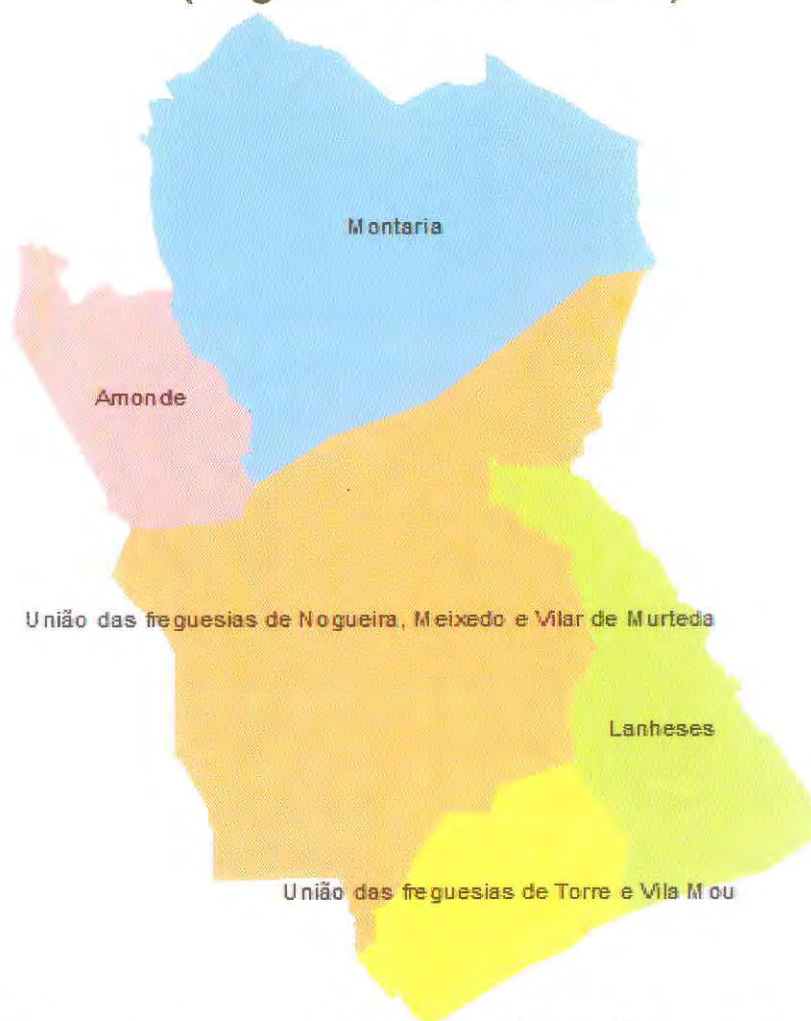 Montaria
Amonde
União das freguesias de Nogueira, Meixedo e Vilar de Murteda
Lanheses
União das freguesias de Torre e Vila Mou